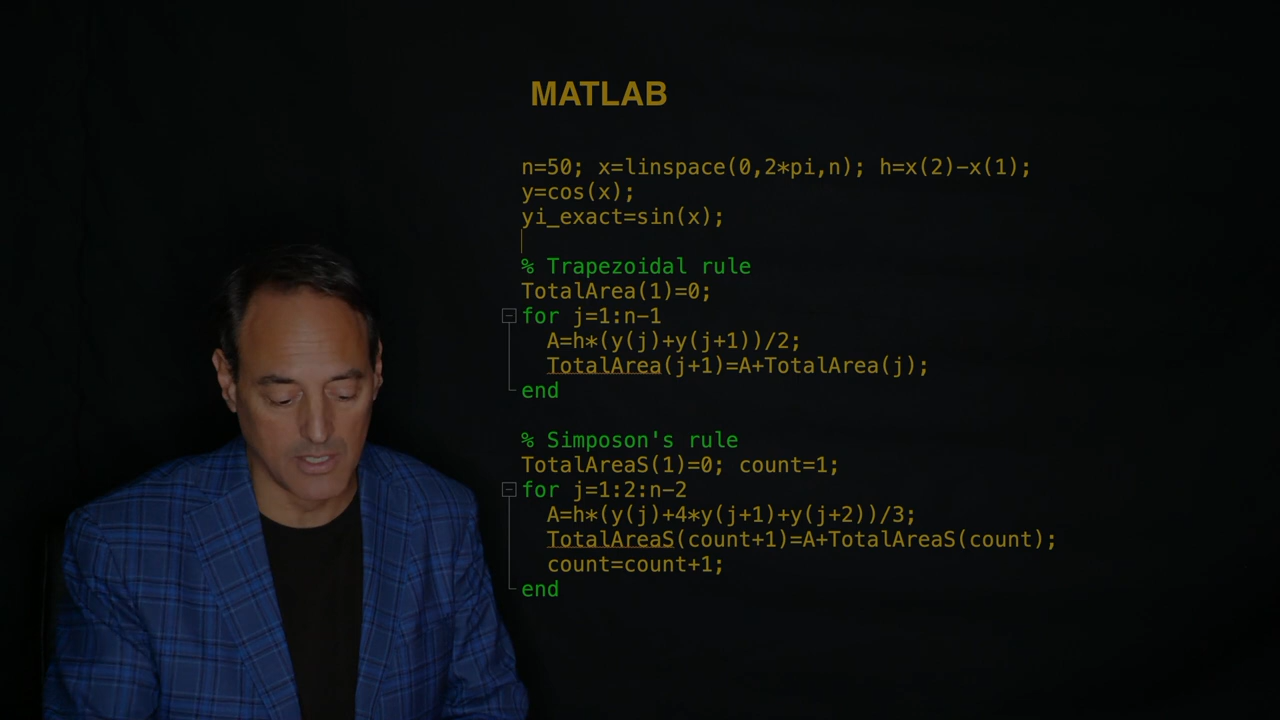 MATLAB
n=50; x=linspace(0,2*pi,n); h=x(2)-x(1);
y=cos(x);
yi_exact=sin(x);
% Trapezoidal rule
TotalArea(1)=0;
for j=1:n-1
A=h*(y(j)+y(j+1))/2;
TotalArea(j+1)=A+TotalArea(j);
end
% Simposon's rule
TotalAreaS(1)=0; count=1;
for j=1:2:n-2
A=h*(y(j)+4*y(j+1)+y(j+2))/3;
TotalAreaS(count+1)=A+TotalAreaS(count);
count=count+1;
end